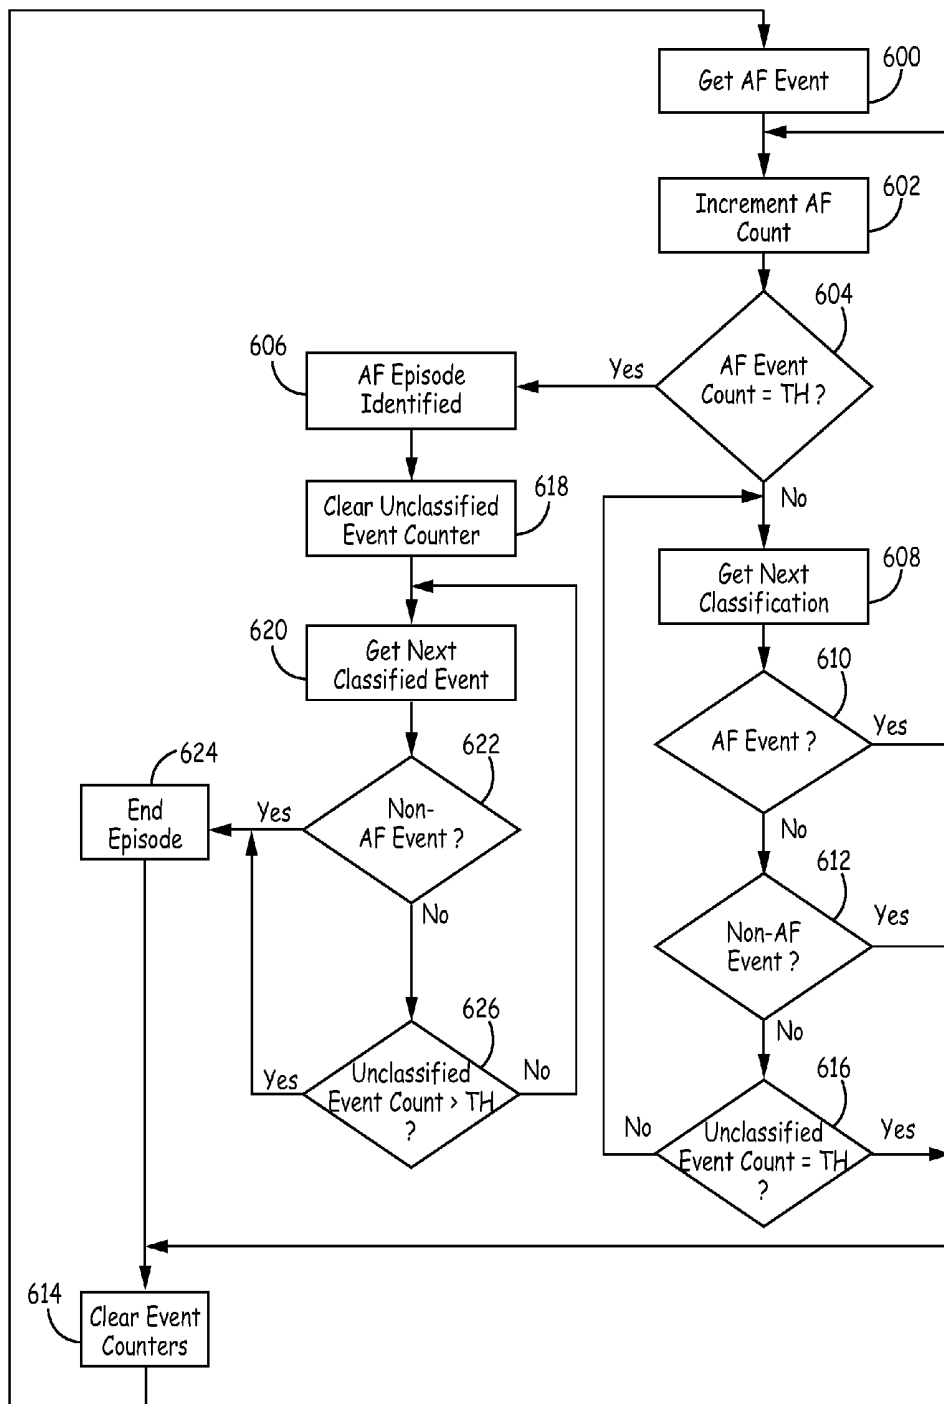 600
Get AF Event
602
Increment AF
Count
604
AF Event
Count = TH ?
Yes
No
606
AF Episode
Identified
618
Clear Unclassified
Event Counter
608
Get Next
Classification
620
Get Next
Classified Event
610
AF Event ?
Yes
No
622
Non-
AF Event ?
Yes
No
624
End
Episode
612
Non-AF
Event ?
Yes
No
626
Unclassified
Event Count > TH
?
Yes
No
616
Unclassified
Event Count = TH
?
No
Yes
614
Clear Event
Counters